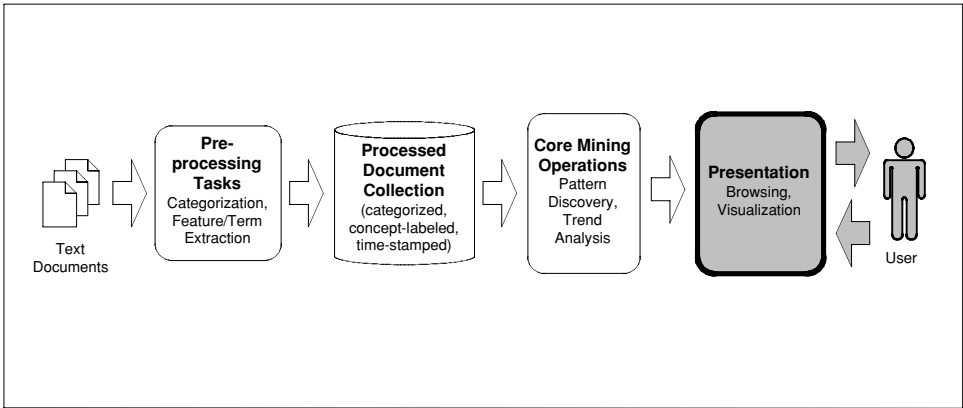 Text
Documents
Pre-
processing
Tasks
Categorization,
Feature/Term
Extraction
Processed
Document
Collection
(categorized,
concept-labeled,
time-stamped)
Core Mining
Operations
Pattern
Discovery,
Trend
Analysis
Presentation
Browsing,
Visualization
User